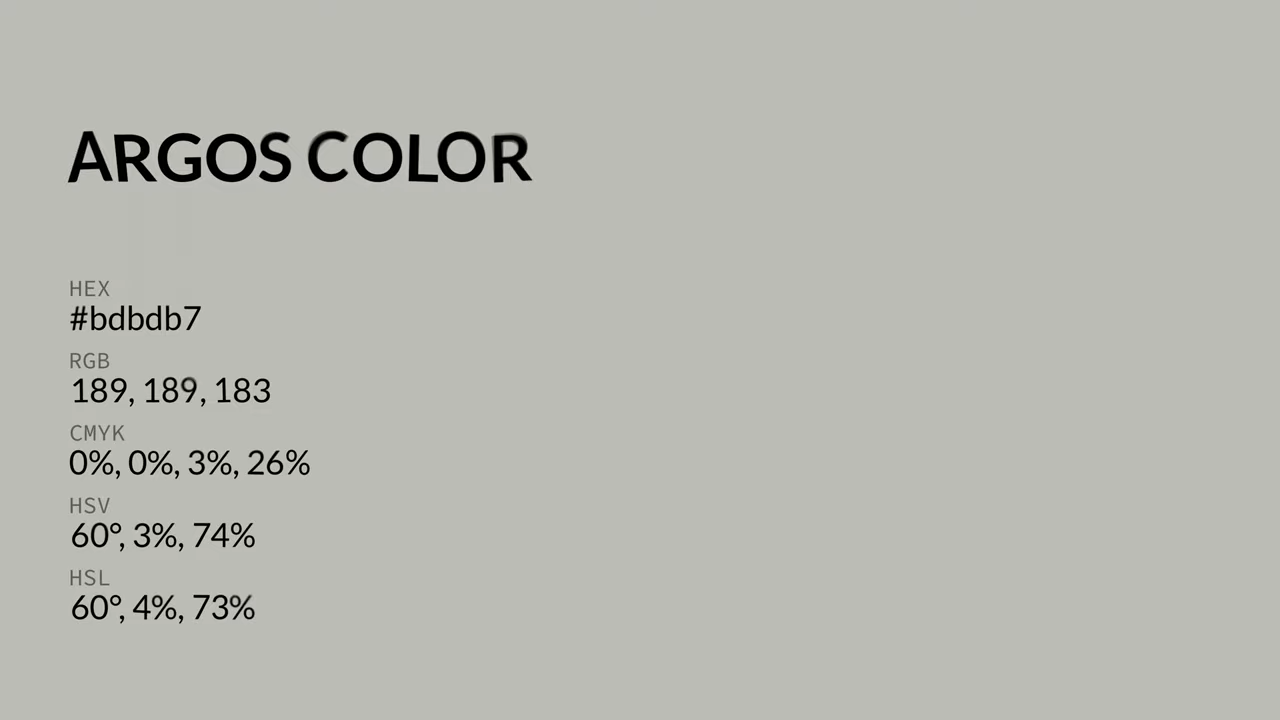 ARGOS COLOR
HEX
#bdbdb7
RGB
189, 189, 183
CMYK
0%, 0%, 3%, 26%
HSV
60°, 3%, 74%
HSL
60°, 4%, 73%